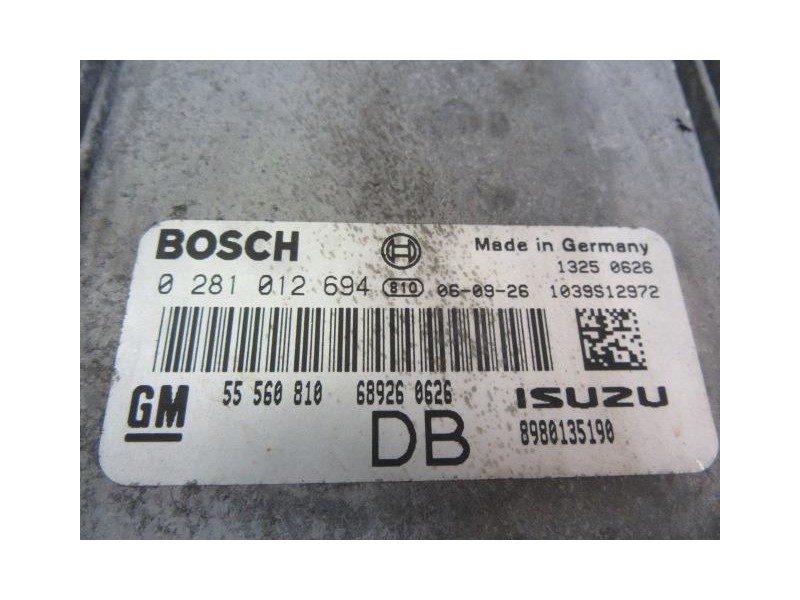 BOSCH
Made in Germany
1325 0626
0 281 012 694 S10 06-09-26 1039S12972
GM
55 560 810 68926 0626
ISUZU
DB
8980135190